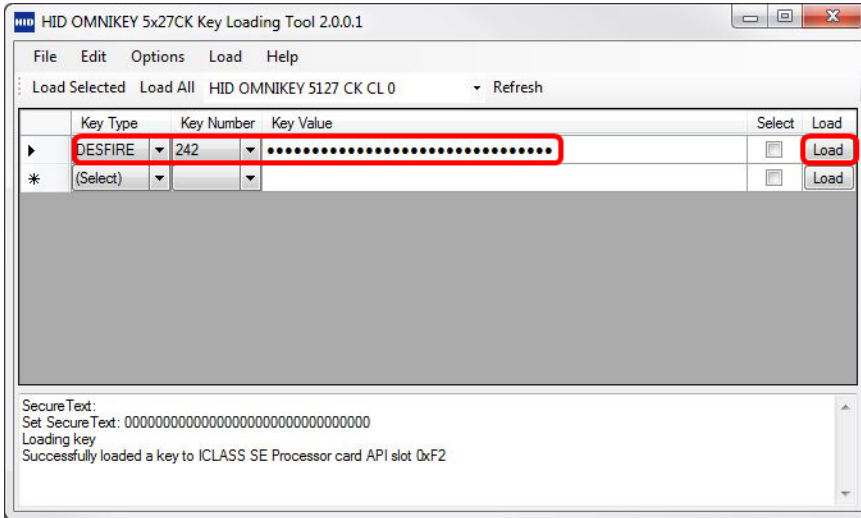 HID HID OMNIKEY 5x27CK Key Loading Tool 2.0.0.1
File Edit Options Load Help
Load Selected Load All HID OMNIKEY 5127 CK CL 0 Refresh
Key Type Key Number Key Value Select Load
DESFIRE 242 •••••••••••••••••••••••••••••••• Load
(Select) Load
SecureText:
Set SecureText: 00000000000000000000000000000000
Loading key
Successfully loaded a key to ICLASS SE Processor card API slot 0xF2